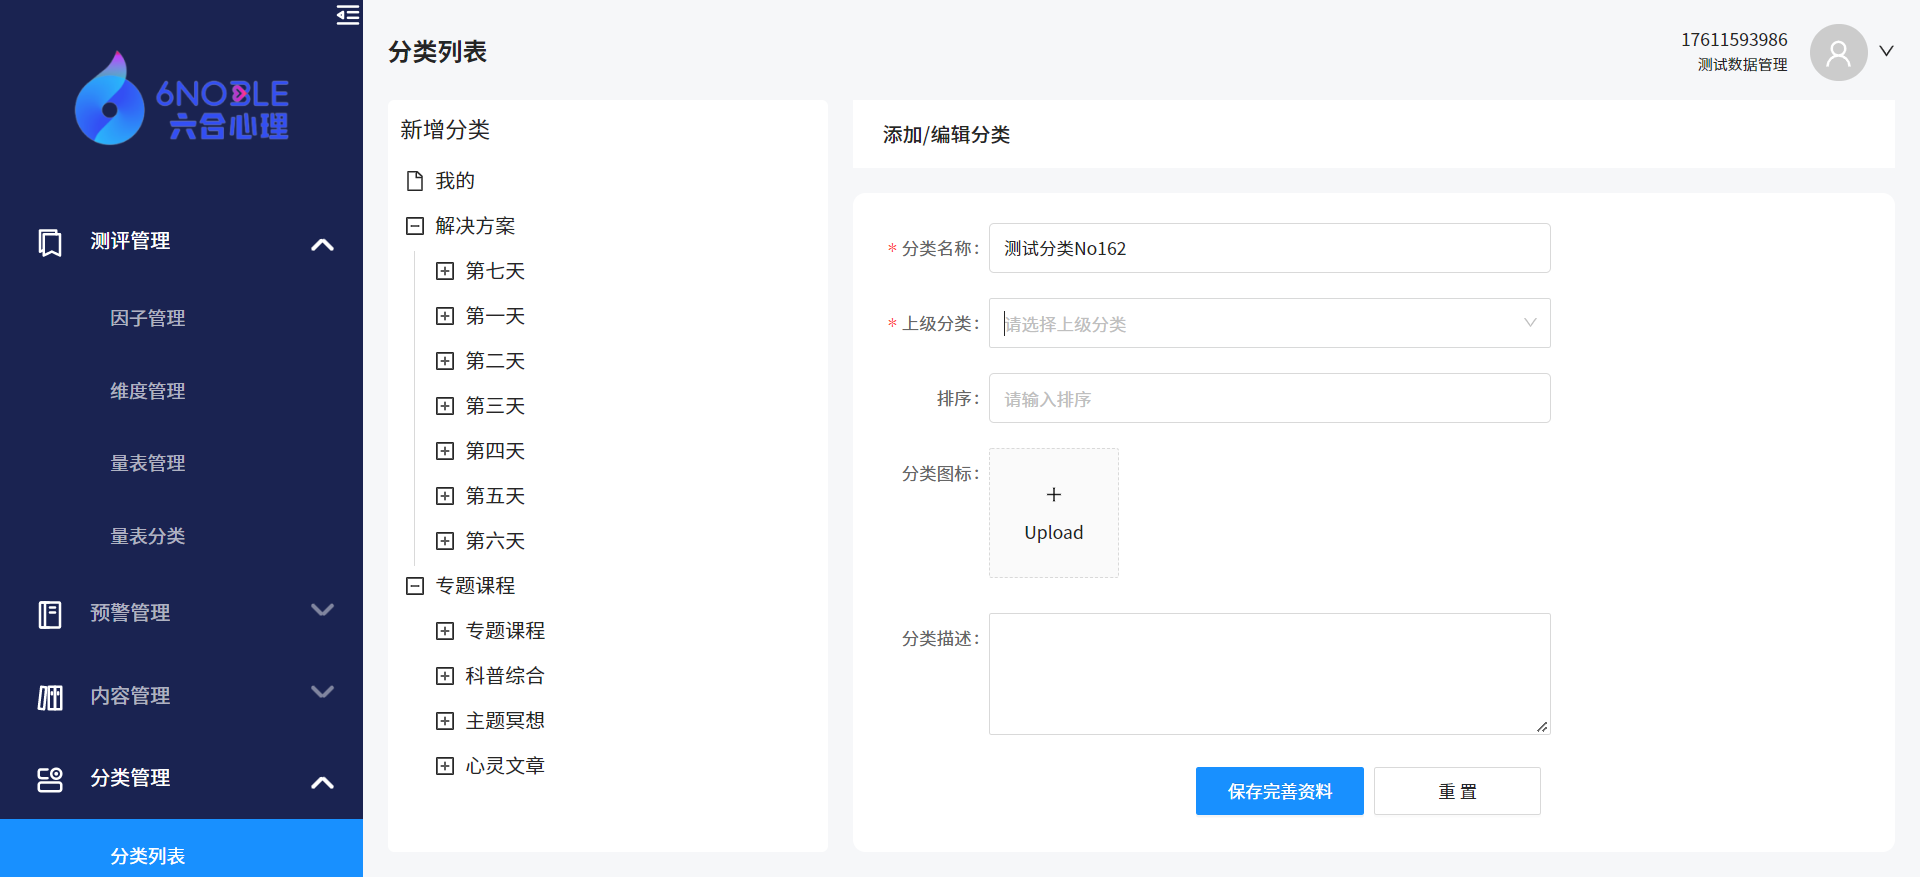 6NOBLE
六合心理
测评管理
因子管理
维度管理
量表管理
量表分类
预警管理
内容管理
分类管理
分类列表
分类列表
17611593986
测试数据管理
新增分类
我的
解决方案
第七天
第一天
第二天
第三天
第四天
第五天
第六天
专题课程
专题课程
科普综合
主题冥想
心灵文章
添加/编辑分类
* 分类名称：
测试分类No162
* 上级分类：
请选择上级分类
排序：
请输入排序
分类图标：
Upload
分类描述：
保存完善资料
重 置